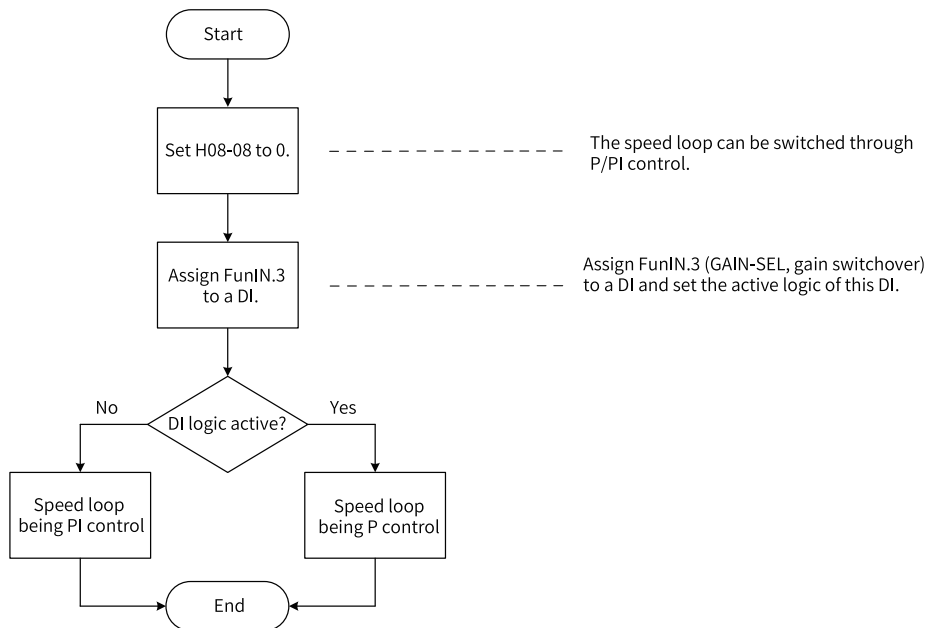 Start
Set H08-08 to 0.
The speed loop can be switched through
P/PI control.
Assign FunIN.3
to a DI.
Assign FunIN.3 (GAIN-SEL, gain switchover)
to a DI and set the active logic of this DI.
No
DI logic active?
Yes
Speed loop
being PI control
Speed loop
being P control
End